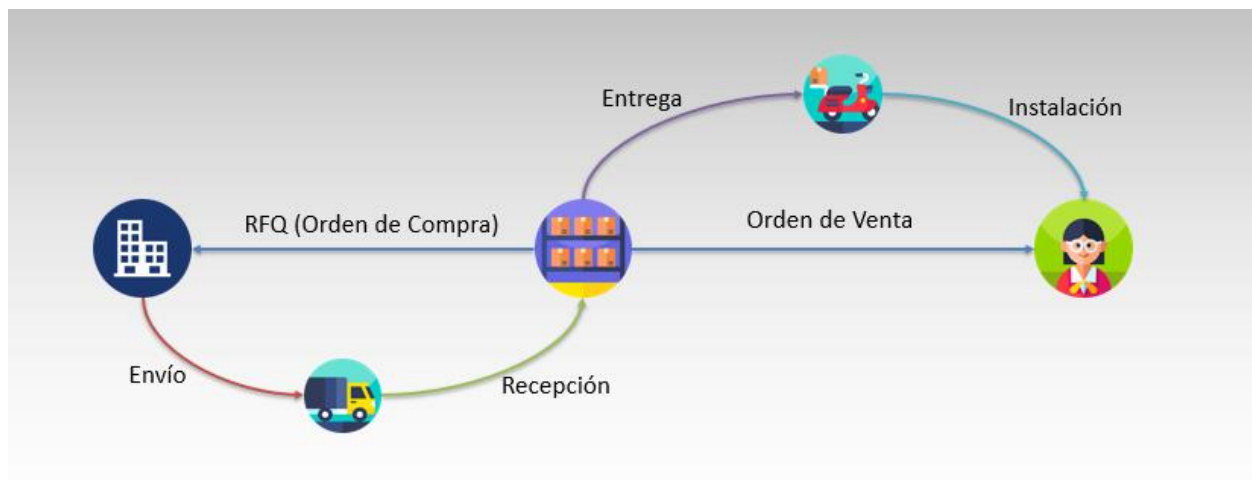 Entrega
Instalación
RFQ (Orden de Compra)
Orden de Venta
Envío
Recepción